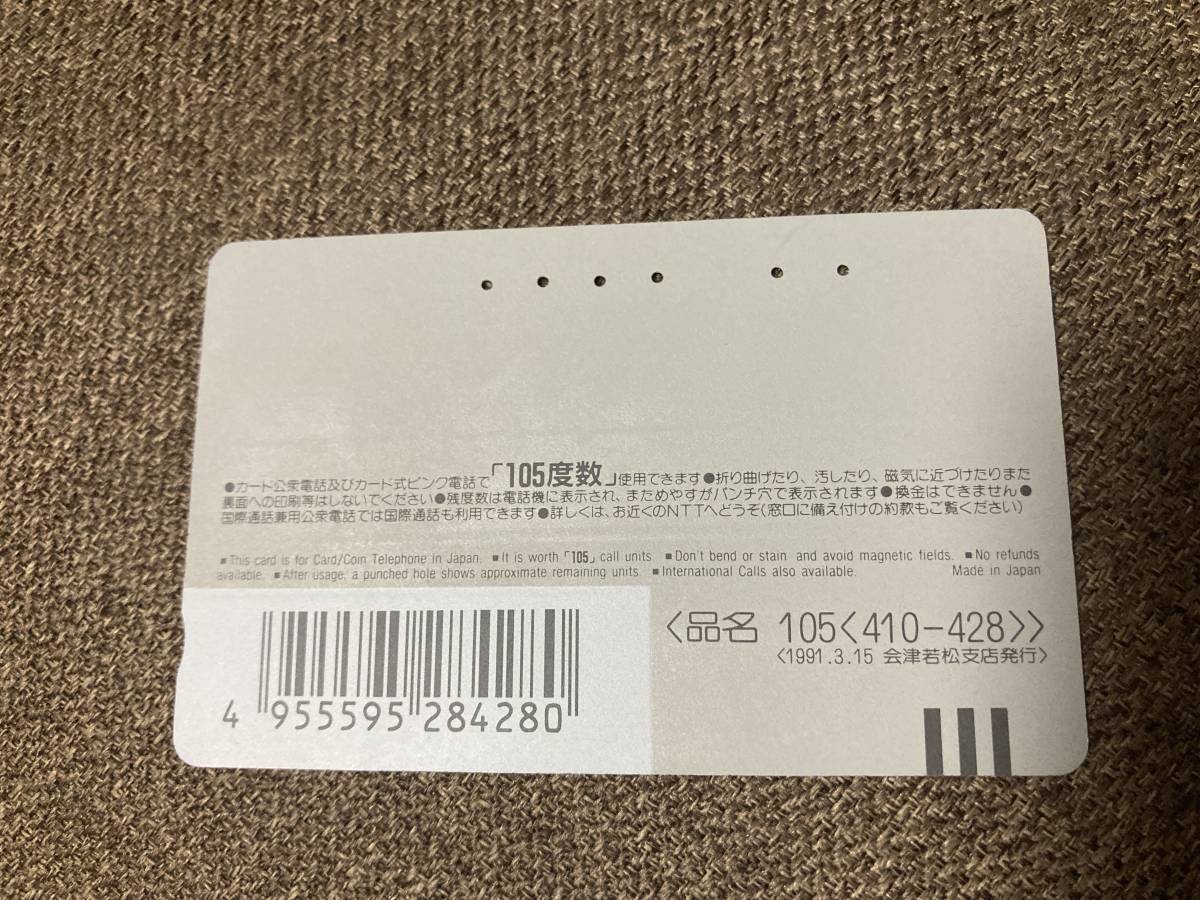 ●カード公衆電話及びカード式ピンク電話で「105度数」使用できます●折り曲げたり、汚したり、磁気に近づけたりまた
裏面への印刷等はしないでください●残度数は電話機に表示され、まためやすがパンチ穴で表示されます●換金はできません●
国際通話兼用公衆電話では国際通話も利用できます●詳しくは、お近くのNTTへどうぞ(窓口に備え付けの約款もご覧ください)
■This card is for Card/Coin Telephone in Japan. ■It is worth「105」call units. ■Don't bend or stain and avoid magnetic fields. ■No refunds
available. ■After usage, a punched hole shows approximate remaining units. ■International Calls also available. Made in Japan
〈品名 105〈410-428〉〉
〈1991.3.15 会津若松支店発行〉
4 955595 284280